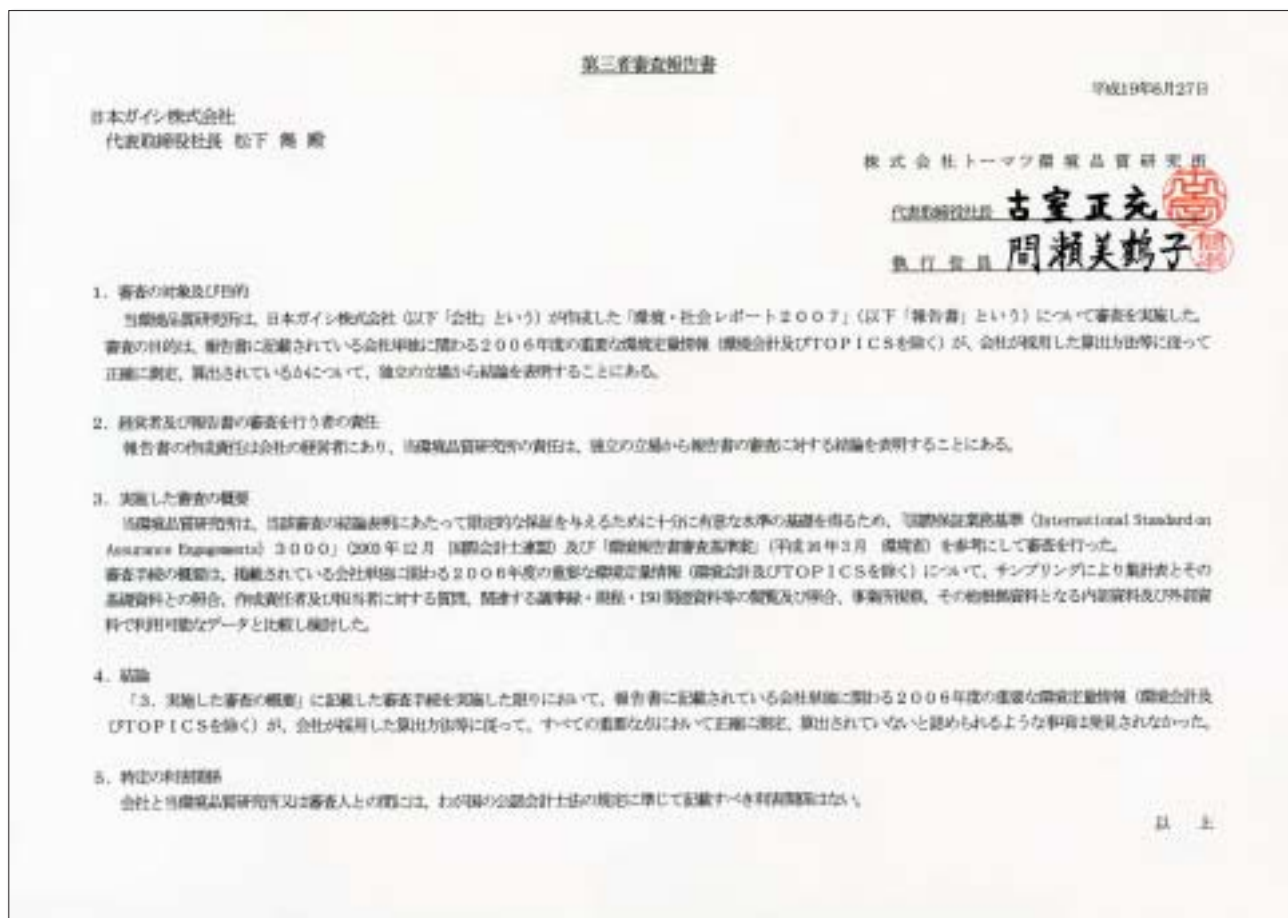 第三者審査報告書
平成19年6月27日
日本ガイシ株式会社
代表取締役社長 松下 雋 殿
株式会社トーマツ環境品質研究所
代表取締役社長 古室正充
執行役員 間瀬美鶴子
1．審査の対象及び目的
当環境品質研究所は、日本ガイシ株式会社（以下「会社」という）が作成した「環境・社会レポート２００７」（以下「報告書」という）について審査を実施した。
審査の目的は、報告書に記載されている会社単独に関わる２００６年度の重要な環境定量情報（環境会計及びＴＯＰＩＣＳを除く）が、会社が採用した算出方法等に従って
正確に測定、算出されているかについて、独立の立場から結論を表明することにある。
2．経営者及び報告書の審査を行う者の責任
報告書の作成責任は会社の経営者にあり、当環境品質研究所の責任は、独立の立場から報告書の審査に対する結論を表明することにある。
3．実施した審査の概要
当環境品質研究所は、当該審査の結論表明にあたって限定的な保証を与えるために十分に有意な水準の基礎を得るため、「国際保証業務基準（International Standard on
Assurance Engagements）３０００」（2003年12月 国際会計士連盟）及び「環境報告書審査基準案」（平成16年3月 環境省）を参考にして審査を行った。
審査手続の概要は、掲載されている会社単独に関わる２００６年度の重要な環境定量情報（環境会計及びＴＯＰＩＣＳを除く）について、サンプリングにより集計表とその
基礎資料との照合、作成責任者及び担当者に対する質問、関連する議事録・規程・ISO関連資料等の閲覧及び照合、事業所視察、その他根拠資料となる内部資料及び外部資
料で利用可能なデータと比較し検討した。
4．結論
「3．実施した審査の概要」に記載した審査手続を実施した限りにおいて、報告書に記載されている会社単独に関わる２００６年度の重要な環境定量情報（環境会計及
びＴＯＰＩＣＳを除く）が、会社が採用した算出方法等に従って、すべての重要な点において正確に測定、算出されていないと認められるような事項は発見されなかった。
5．特定の利害関係
会社と当環境品質研究所又は審査人との間には、わが国の公認会計士法の規定に準じて記載すべき利害関係はない。
以 上